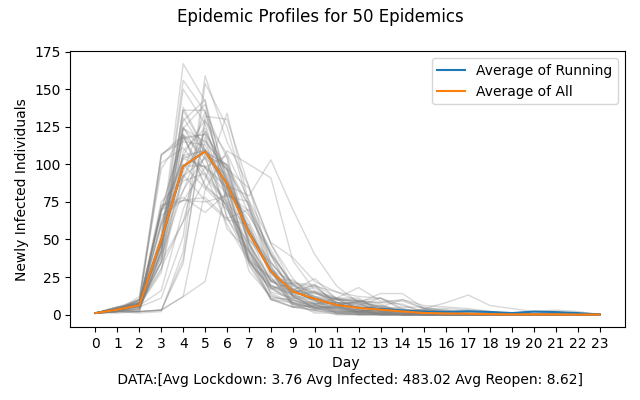 Epidemic Profiles for 50 Epidemics
175
150
125
100
75
50
25
0
Newly Infected Individuals
Average of Running
Average of All
0 1 2 3 4 5 6 7 8 9 10 11 12 13 14 15 16 17 18 19 20 21 22 23
Day
DATA:[Avg Lockdown: 3.76 Avg Infected: 483.02 Avg Reopen: 8.62]